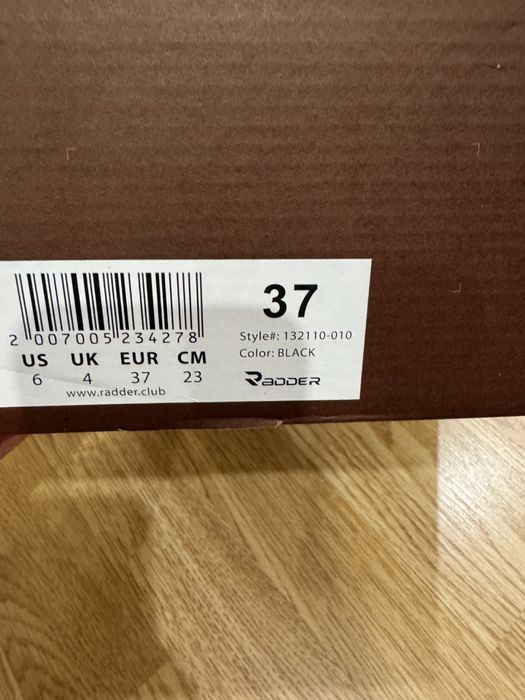 37
2 007005 234278
Style#: 132110-010
Color: BLACK
US UK EUR CM
6 4 37 23
RADDER
www.radder.club